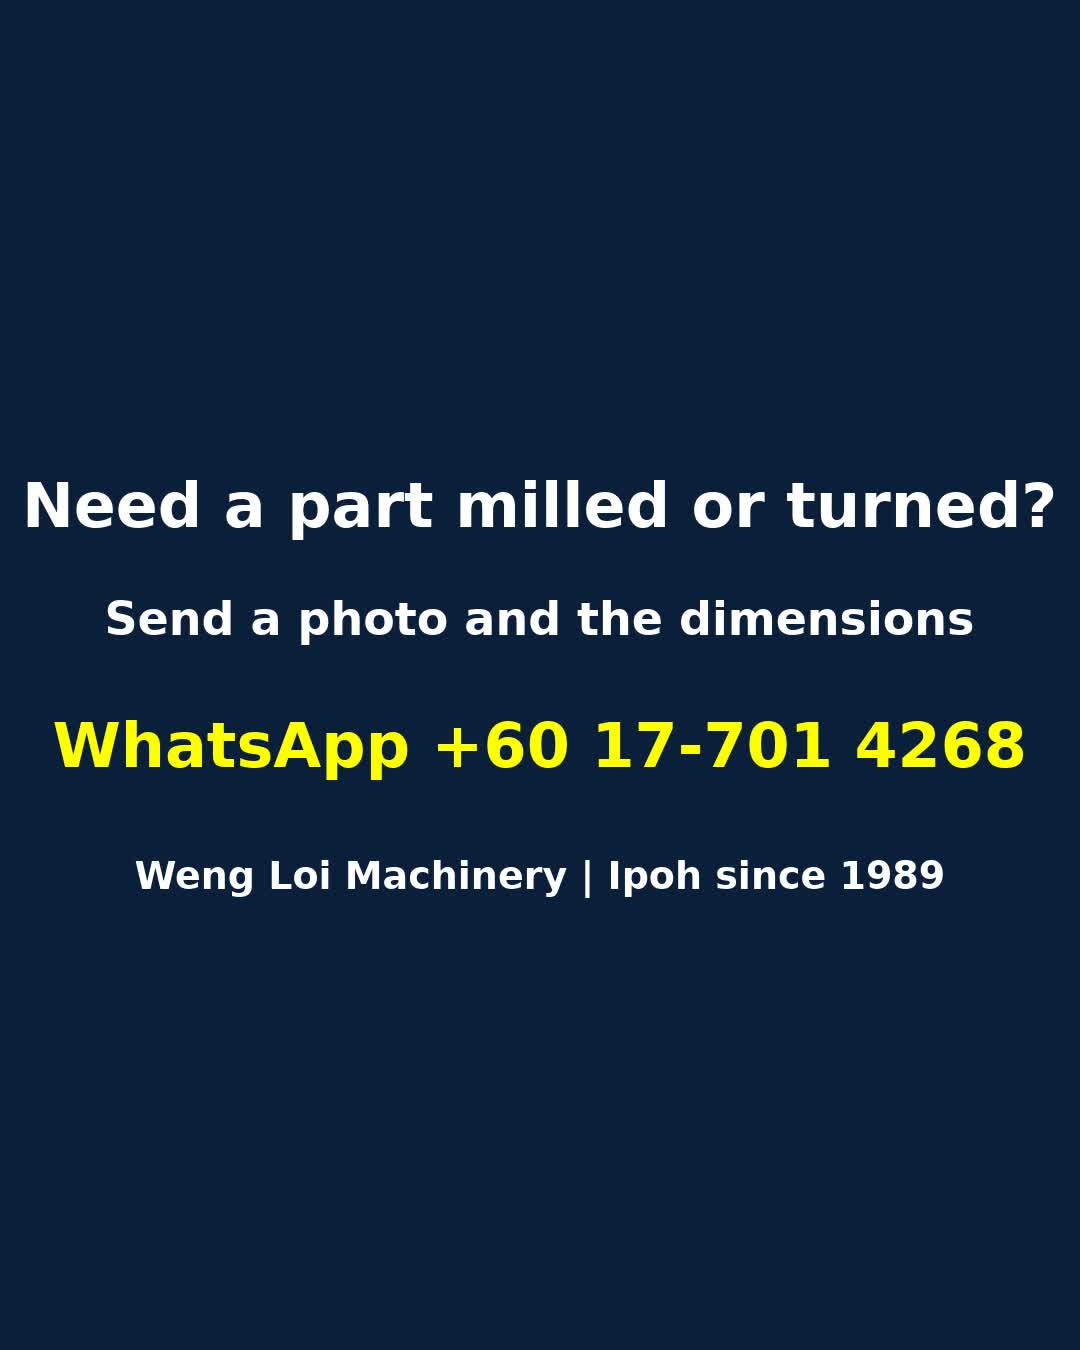 Need a part milled or turned?
Send a photo and the dimensions
WhatsApp +60 17-701 4268
Weng Loi Machinery | Ipoh since 1989